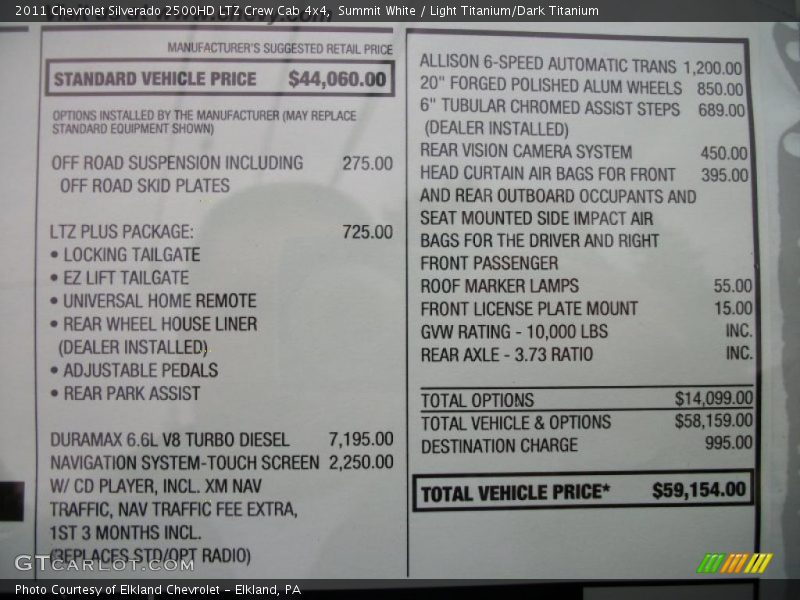 2011 Chevrolet Silverado 2500HD LTZ Crew Cab 4x4, Summit White / Light Titanium/Dark Titanium
MANUFACTURER'S SUGGESTED RETAIL PRICE
STANDARD VEHICLE PRICE $44,060.00
OPTIONS INSTALLED BY THE MANUFACTURER (MAY REPLACE
STANDARD EQUIPMENT SHOWN)
OFF ROAD SUSPENSION INCLUDING 275.00
OFF ROAD SKID PLATES
LTZ PLUS PACKAGE: 725.00
• LOCKING TAILGATE
• EZ LIFT TAILGATE
• UNIVERSAL HOME REMOTE
• REAR WHEEL HOUSE LINER
(DEALER INSTALLED)
• ADJUSTABLE PEDALS
• REAR PARK ASSIST
DURAMAX 6.6L V8 TURBO DIESEL 7,195.00
NAVIGATION SYSTEM-TOUCH SCREEN 2,250.00
W/ CD PLAYER, INCL. XM NAV
TRAFFIC, NAV TRAFFIC FEE EXTRA,
1ST 3 MONTHS INCL.
(REPLACES STD/OPT RADIO)
ALLISON 6-SPEED AUTOMATIC TRANS 1,200.00
20" FORGED POLISHED ALUM WHEELS 850.00
6" TUBULAR CHROMED ASSIST STEPS 689.00
(DEALER INSTALLED)
REAR VISION CAMERA SYSTEM 450.00
HEAD CURTAIN AIR BAGS FOR FRONT 395.00
AND REAR OUTBOARD OCCUPANTS AND
SEAT MOUNTED SIDE IMPACT AIR
BAGS FOR THE DRIVER AND RIGHT
FRONT PASSENGER
ROOF MARKER LAMPS 55.00
FRONT LICENSE PLATE MOUNT 15.00
GVW RATING - 10,000 LBS INC.
REAR AXLE - 3.73 RATIO INC.
TOTAL OPTIONS $14,099.00
TOTAL VEHICLE & OPTIONS $58,159.00
DESTINATION CHARGE 995.00
TOTAL VEHICLE PRICE* $59,154.00
GTCARLOT.COM
Photo Courtesy of Elkland Chevrolet - Elkland, PA